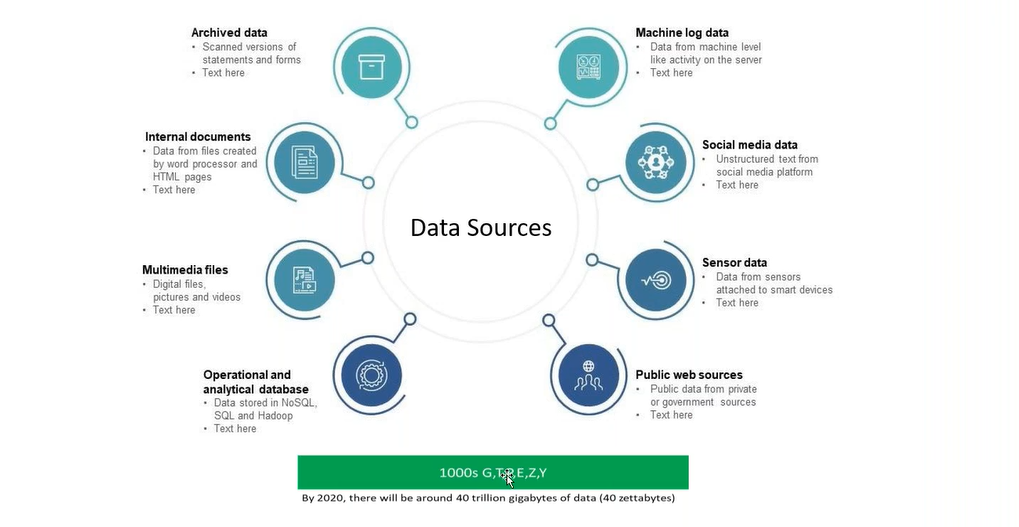 Archived data
• Scanned versions of
statements and forms
• Text here
Internal documents
• Data from files created
by word processor and
HTML pages
• Text here
Multimedia files
• Digital files,
pictures and videos
• Text here
Operational and
analytical database
• Data stored in NoSQL,
SQL and Hadoop
• Text here
Data Sources
Machine log data
• Data from machine level
like activity on the server
• Text here
Social media data
• Unstructured text from
social media platform
• Text here
Sensor data
• Data from sensors
attached to smart devices
• Text here
Public web sources
• Public data from private
or government sources
• Text here
1000s G,T,P,E,Z,Y
By 2020, there will be around 40 trillion gigabytes of data (40 zettabytes)